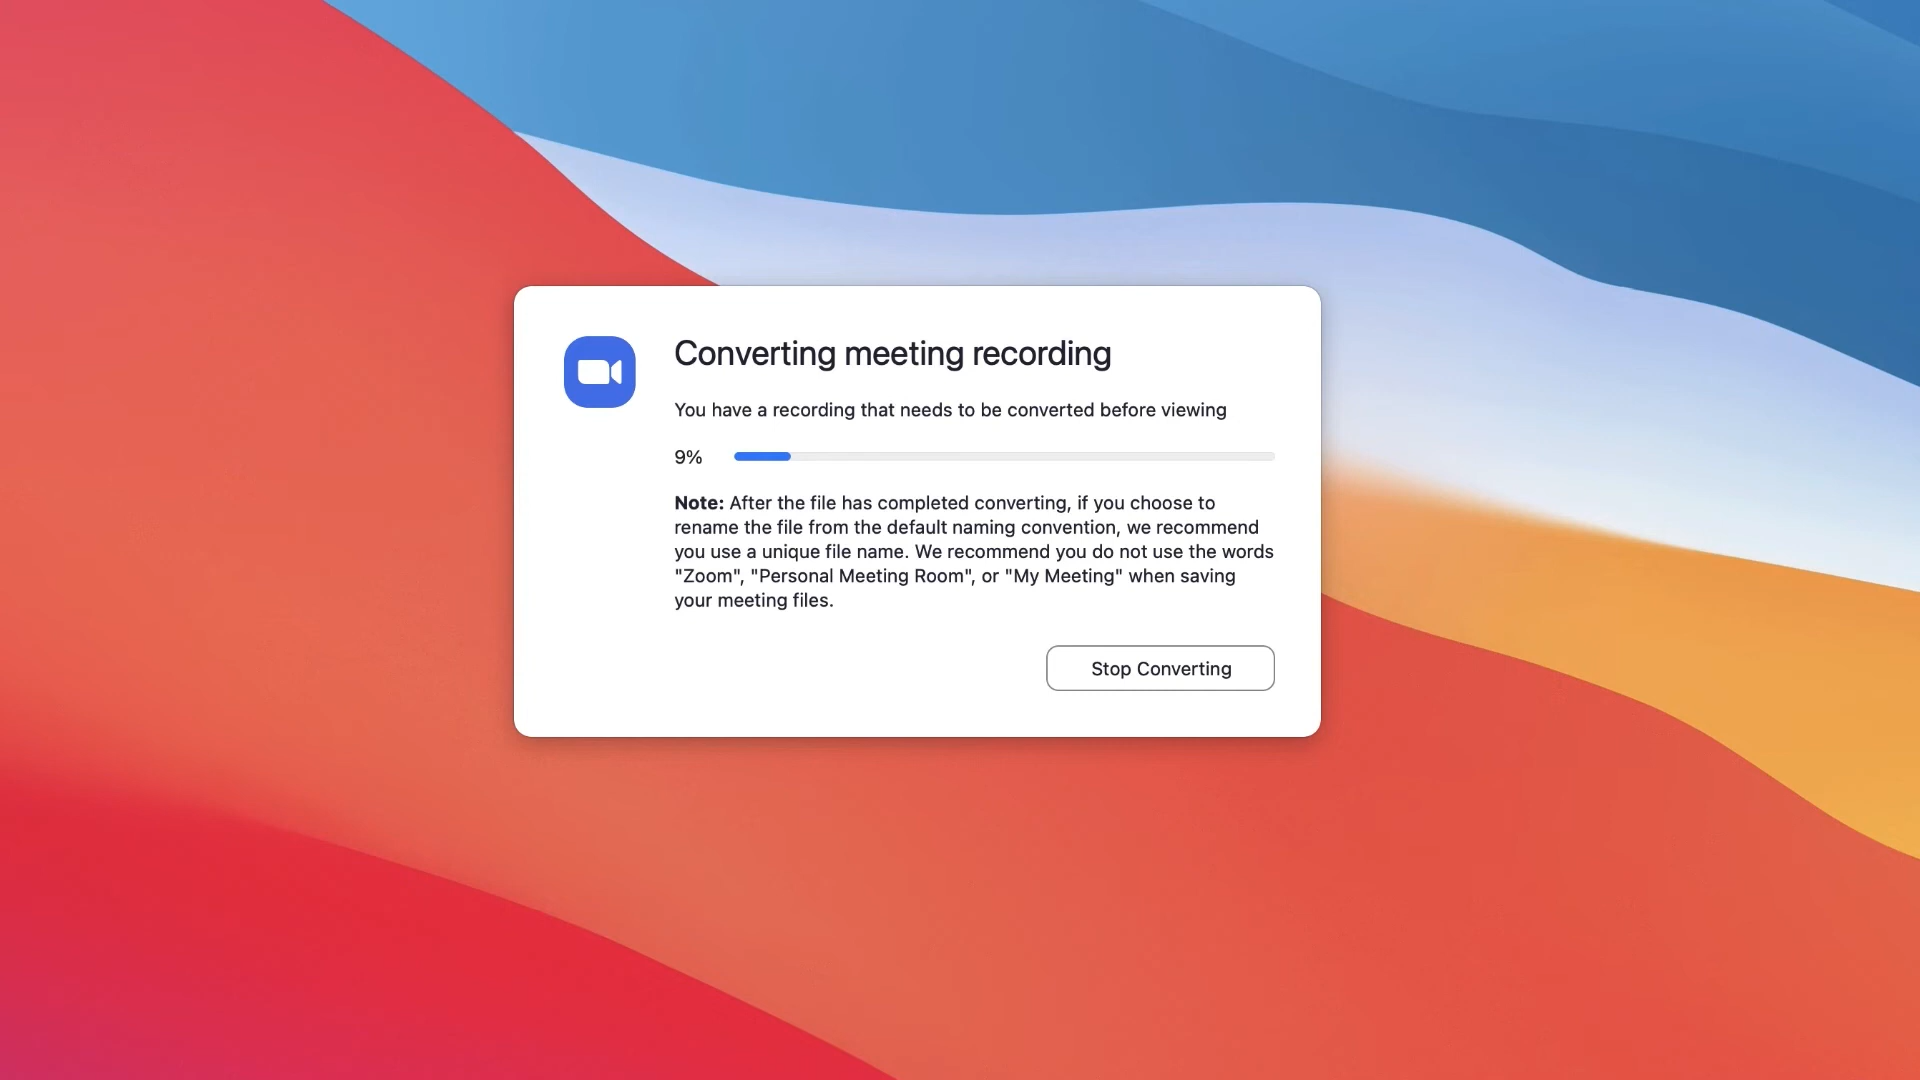 Converting meeting recording
You have a recording that needs to be converted before viewing
9%
Note: After the file has completed converting, if you choose to
rename the file from the default naming convention, we recommend
you use a unique file name. We recommend you do not use the words
"Zoom", "Personal Meeting Room", or "My Meeting" when saving
your meeting files.
Stop Converting